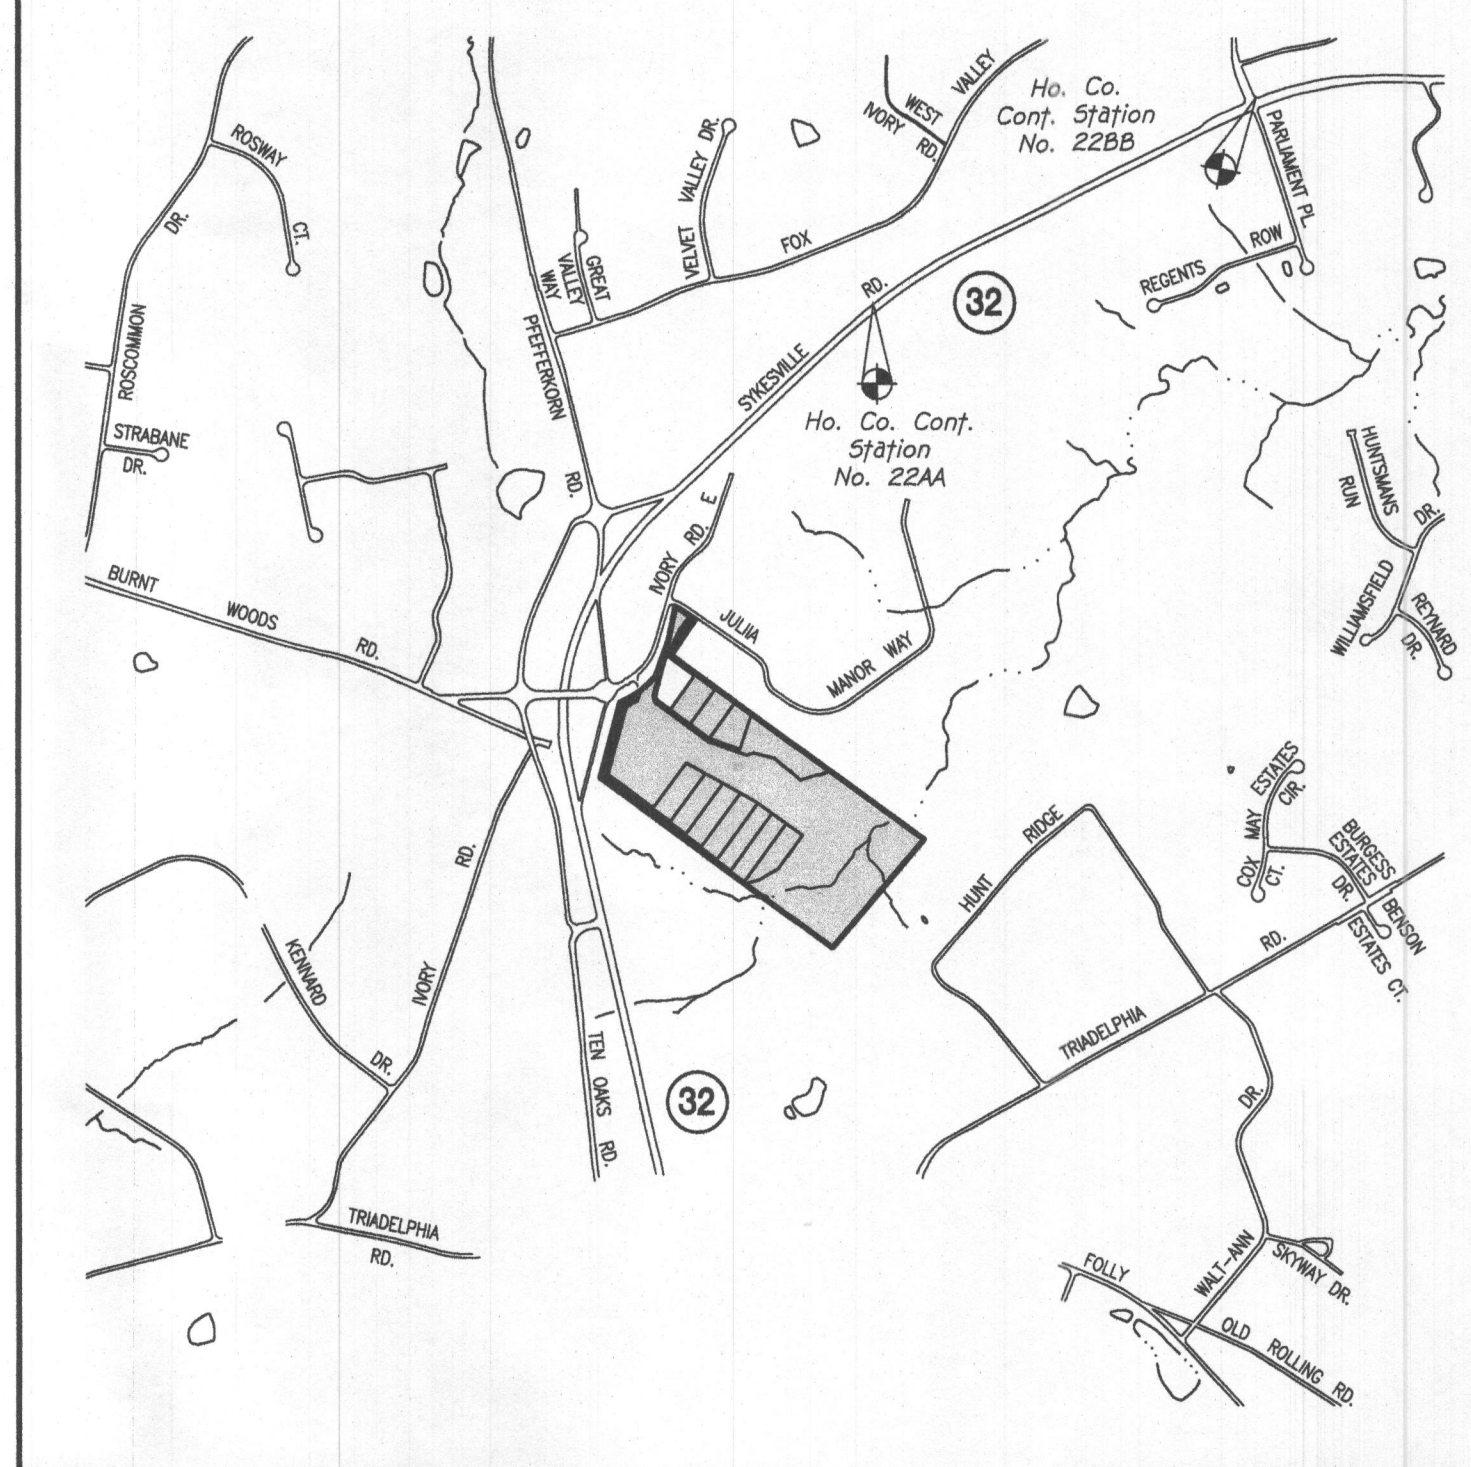 ROSWAY
CT.
DR.
ROSCOMMON
STRABANE
DR.
VALLEY
WEST
IVORY RD.
Ho. Co.
Cont. Station
No. 22BB
PARLIAMENT PL.
VALLEY DR.
VELVET
FOX
GREAT
VALLEY
WAY
PFEFFERKORN
RD.
REGENTS ROW
32
RD.
SYKESVILLE
Ho. Co. Cont.
Station
No. 22AA
HUNTSMANS
RUN
DR.
WILLIAMSFIELD
REYNARD
DR.
IVORY RD. E
BURNT WOODS RD.
JULIIA
MANOR WAY
RD.
IVORY
KENNARD
DR.
HUNT RIDGE
COX MAY ESTATES
CIR.
CT.
BURGESS
ESTATES
DR.
BENSON
ESTATES CT.
TRIADELPHIA RD.
TEN OAKS RD.
32
DR.
WALT-ANN
SKYWAY DR.
TRIADELPHIA
RD.
FOLLY
OLD ROLLING RD.